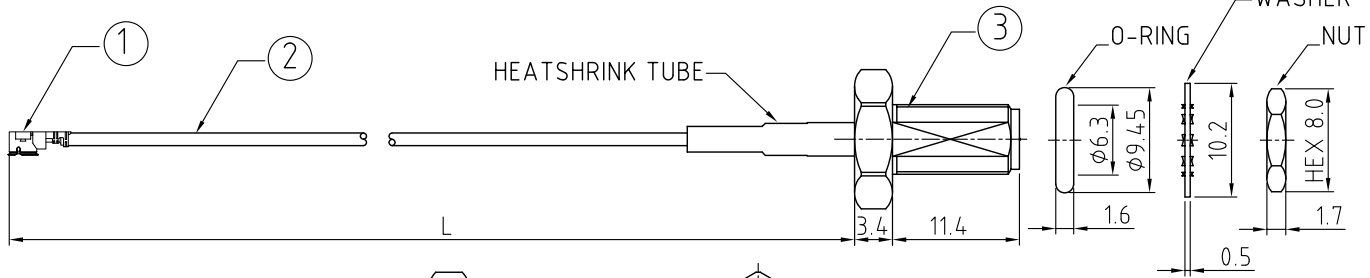 WASHER
1
2
3
O-RING
NUT
HEATSHRINK TUBE
φ6.3
φ9.45
10.2
HEX 8.0
L
3.4
11.4
1.6
1.7
0.5